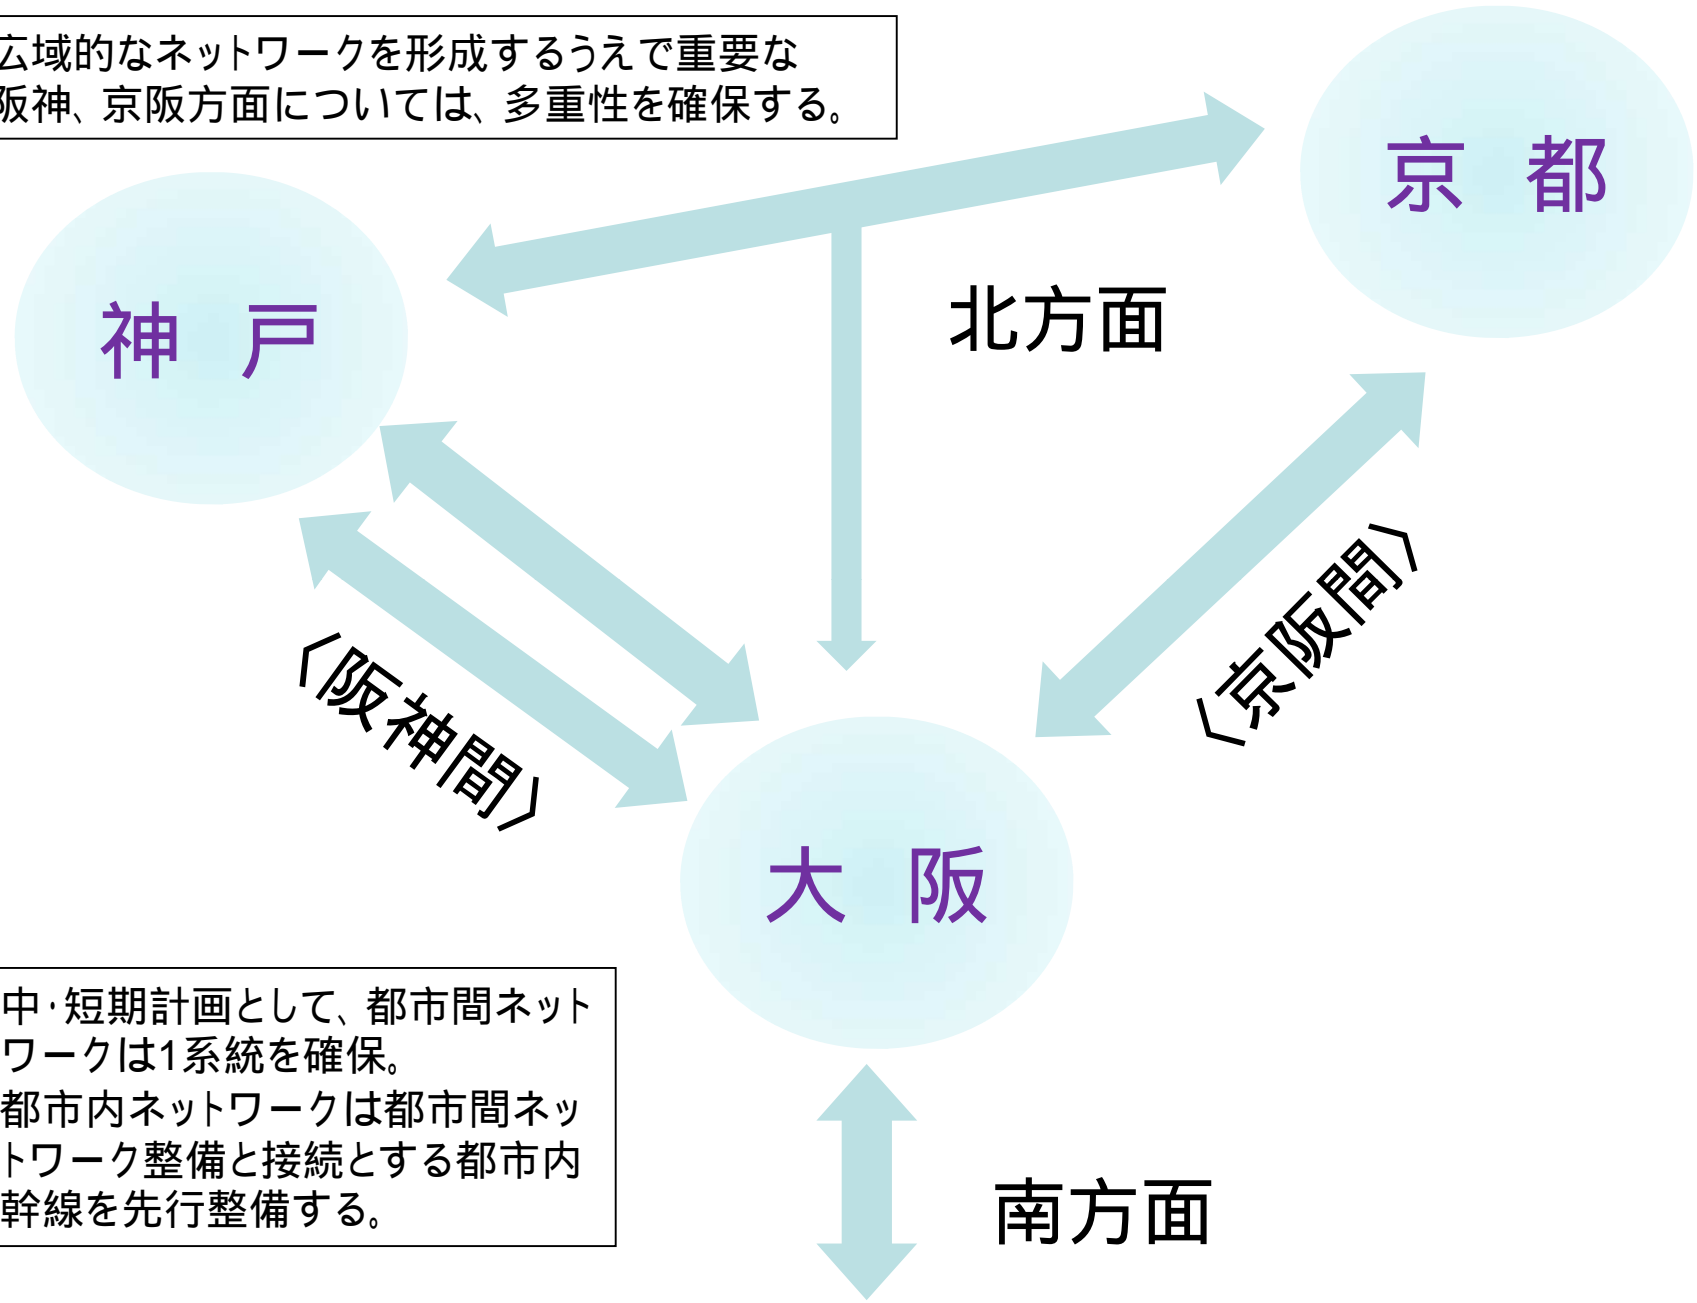 広域的なネットワークを形成するうえで重要な
阪神、京阪方面については、多重性を確保する。
京 都
神 戸
北方面
〈京阪間〉
〈阪神間〉
大 阪
中・短期計画として、都市間ネット
ワークは1系統を確保。
都市内ネットワークは都市間ネッ
トワーク整備と接続とする都市内
幹線を先行整備する。
南方面